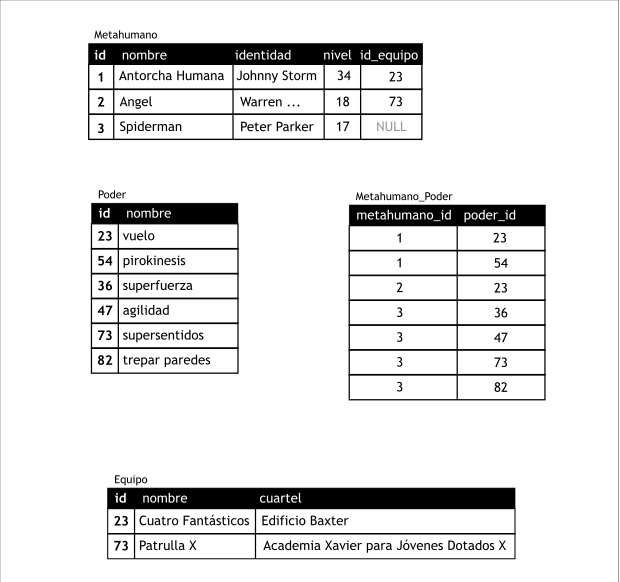 Metahumano
id nombre identidad nivel id_equipo
1 Antorcha Humana Johnny Storm 34 23
2 Angel Warren ... 18 73
3 Spiderman Peter Parker 17 NULL
Poder
id nombre
23 vuelo
54 pirokinesis
36 superfuerza
47 agilidad
73 supersentidos
82 trepar paredes
Metahumano_Poder
metahumano_id poder_id
1 23
1 54
2 23
3 36
3 47
3 73
3 82
Equipo
id nombre cuartel
23 Cuatro Fantásticos Edificio Baxter
73 Patrulla X Academia Xavier para Jóvenes Dotados X